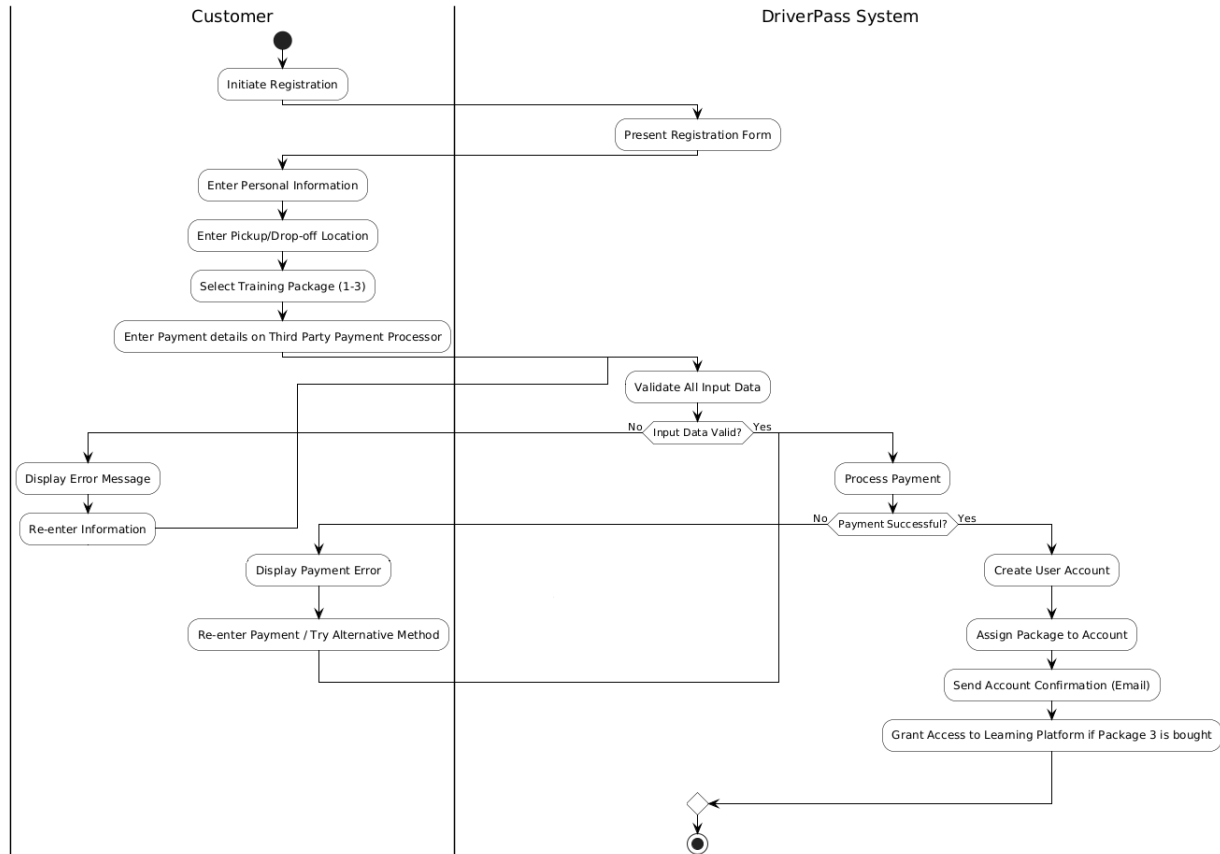 Customer
DriverPass System
Initiate Registration
Present Registration Form
Enter Personal Information
Enter Pickup/Drop-off Location
Select Training Package (1-3)
Enter Payment details on Third Party Payment Processor
Validate All Input Data
No
Input Data Valid?
Yes
Display Error Message
Process Payment
Re-enter Information
No
Payment Successful?
Yes
Display Payment Error
Create User Account
Re-enter Payment / Try Alternative Method
Assign Package to Account
Send Account Confirmation (Email)
Grant Access to Learning Platform if Package 3 is bought